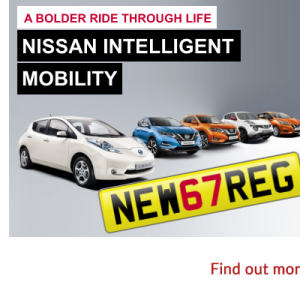 A BOLDER RIDE THROUGH LIFE
NISSAN INTELLIGENT
MOBILITY
NEW67REG
Find out mor